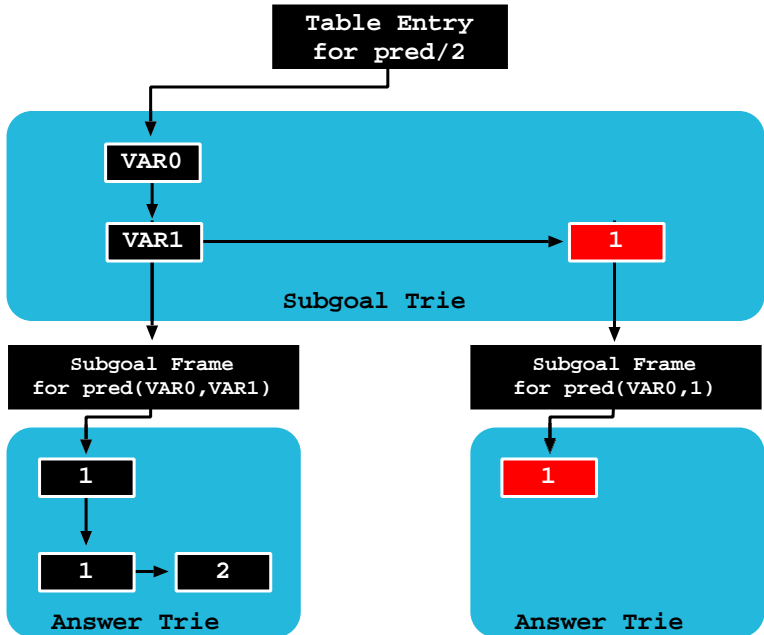 Table Entry
for pred/2
VAR0
VAR1
1
Subgoal Trie
Subgoal Frame
for pred(VAR0,VAR1)
Subgoal Frame
for pred(VAR0,1)
1
1
2
Answer Trie
1
Answer Trie